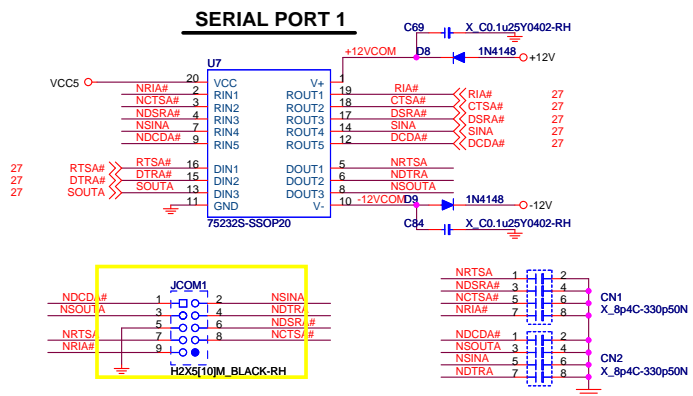 SERIAL PORT 1
C69 X_C0.1u25Y0402-RH
U7 +12VCOM D8 1N4148 +12V
VCC5 20 VCC V+ 1
NRIA# 2 RIN1 ROUT1 19 RIA# RIA# 27
NCTSA# 3 RIN2 ROUT2 18 CTSA# CTSA# 27
NDSRA# 4 RIN3 ROUT3 17 DSRA# DSRA# 27
NSINA 7 RIN4 ROUT4 14 SINA SINA 27
NDCDA# 9 RIN5 ROUT5 12 DCDA# DCDA# 27
27 RTSA# RTSA# 16 DIN1 DOUT1 5 NRTSA
27 DTRA# DTRA# 15 DIN2 DOUT2 6 NDTRA
27 SOUTA SOUTA 13 DIN3 DOUT3 8 NSOUTA
11 GND V- 10 -12VCOM D9 1N4148 -12V
75232S-SSOP20 C84 X_C0.1u25Y0402-RH
JCOM1
NDCDA# 1 2 NSINA
NSOUTA 3 4 NDTRA
5 6 NDSRA#
NRTSA 7 8 NCTSA#
NRIA# 9
H2X5[10]M_BLACK-RH
NRTSA 1 2
NDSRA# 3 4 CN1
NCTSA# 5 6 X_8p4C-330p50N
NRIA# 7 8
NDCDA# 1 2
NSOUTA 3 4 CN2
NSINA 5 6 X_8p4C-330p50N
NDTRA 7 8